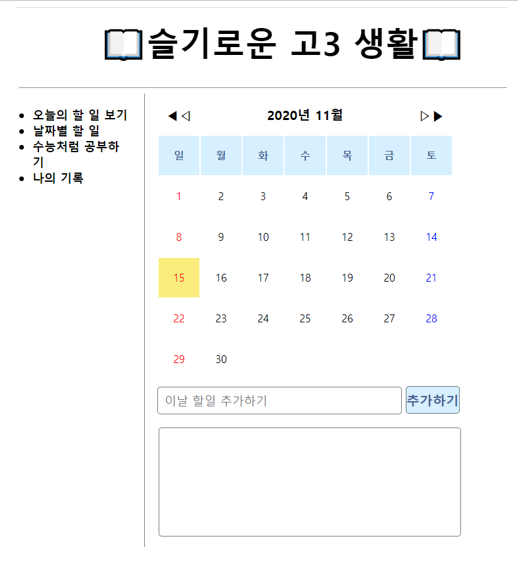 📖슬기로운 고3 생활📖
오늘의 할 일 보기
날짜별 할 일
수능처럼 공부하
기
나의 기록
◀ ◁ 2020년 11월 ▷ ▶
일 월 화 수 목 금 토
1 2 3 4 5 6 7
8 9 10 11 12 13 14
15 16 17 18 19 20 21
22 23 24 25 26 27 28
29 30
이날 할일 추가하기 추가하기